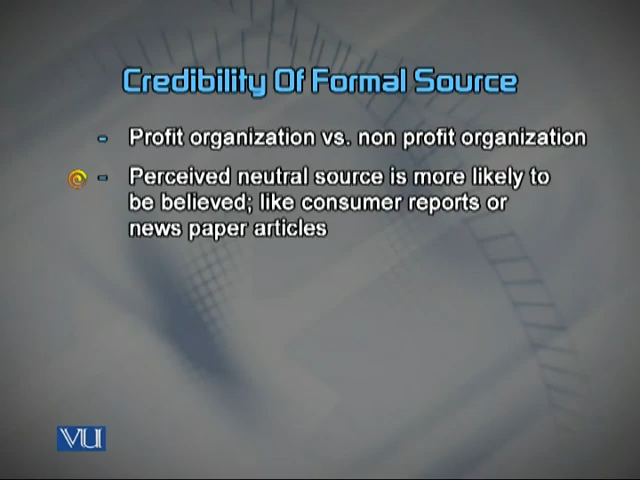 Credibility Of Formal Source
- Profit organization vs. non profit organization
- Perceived neutral source is more likely to
be believed; like consumer reports or
news paper articles
VU